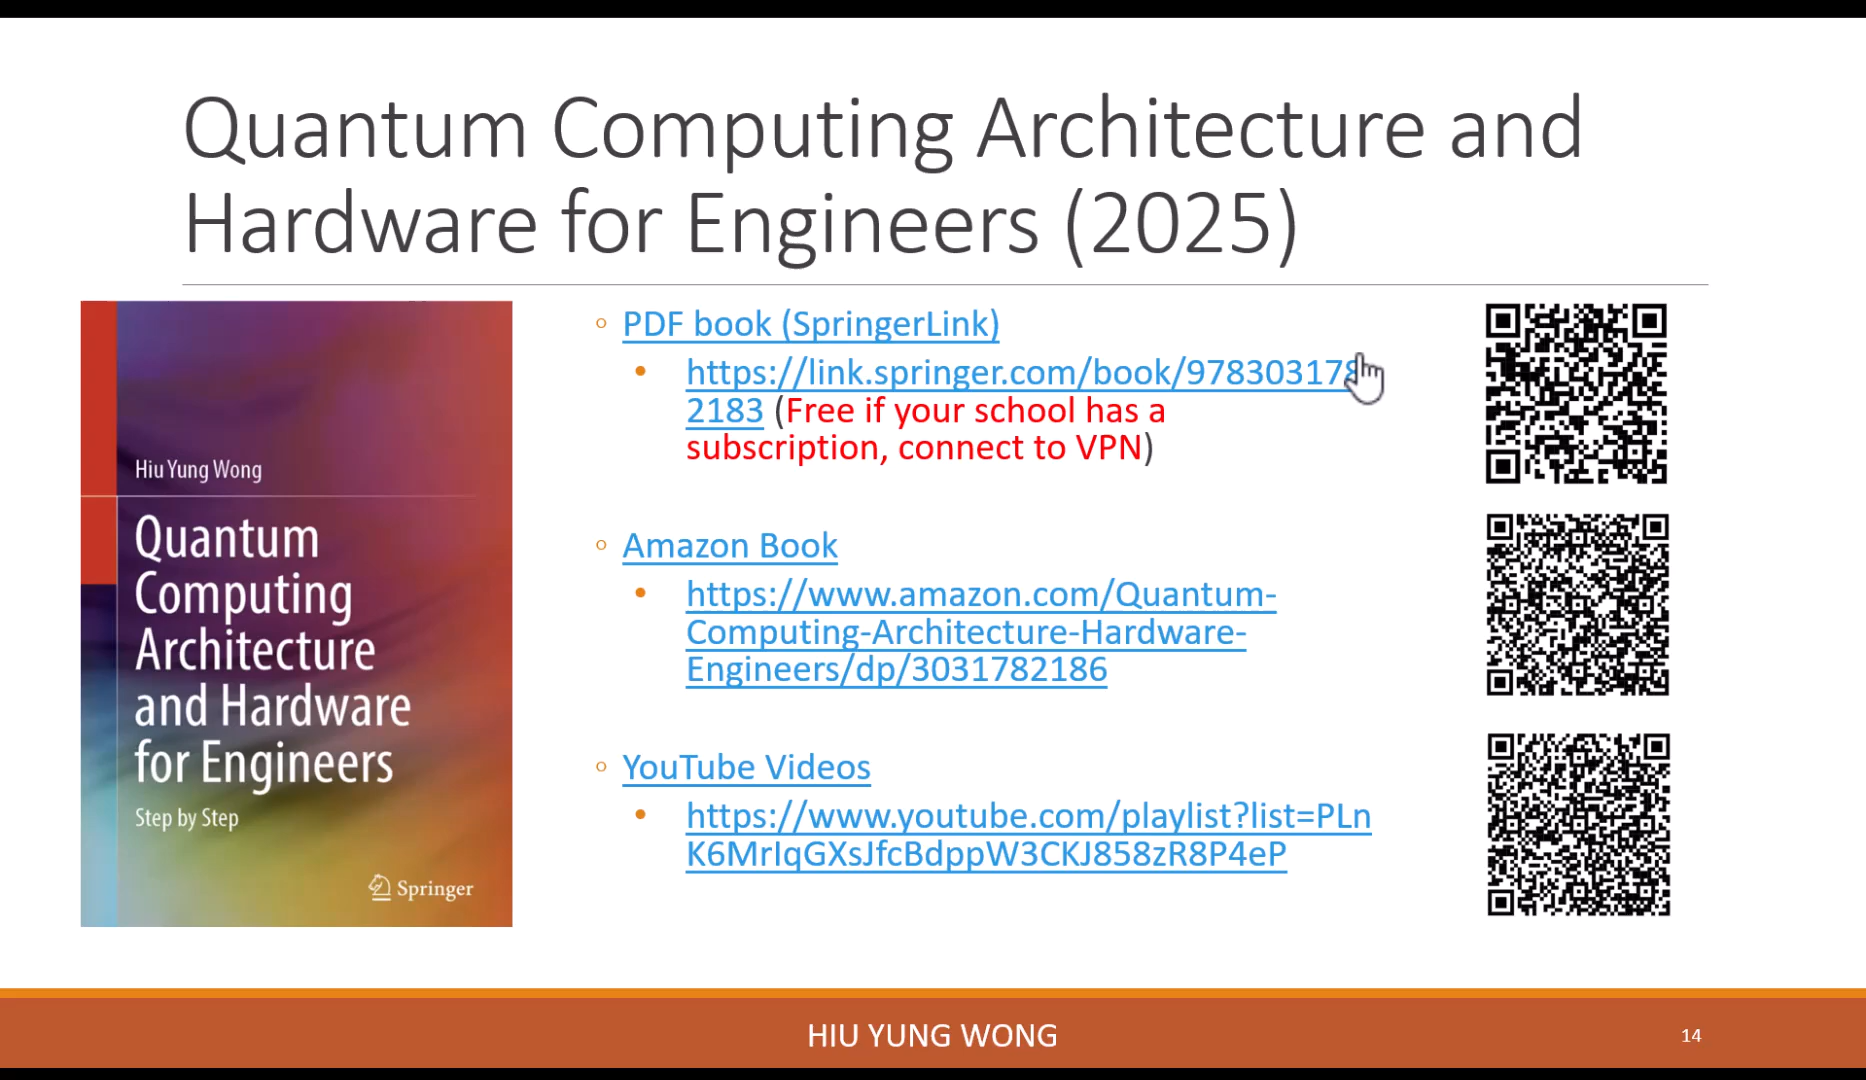 Quantum Computing Architecture and
Hardware for Engineers (2025)
Hiu Yung Wong
Quantum
Computing
Architecture
and Hardware
for Engineers
Step by Step
Springer
PDF book (SpringerLink)
https://link.springer.com/book/978303178
2183 (Free if your school has a
subscription, connect to VPN)
Amazon Book
https://www.amazon.com/Quantum-
Computing-Architecture-Hardware-
Engineers/dp/3031782186
YouTube Videos
https://www.youtube.com/playlist?list=PLn
K6MrIqGXsJfcBdppW3CKJ858zR8P4eP
HIU YUNG WONG
14